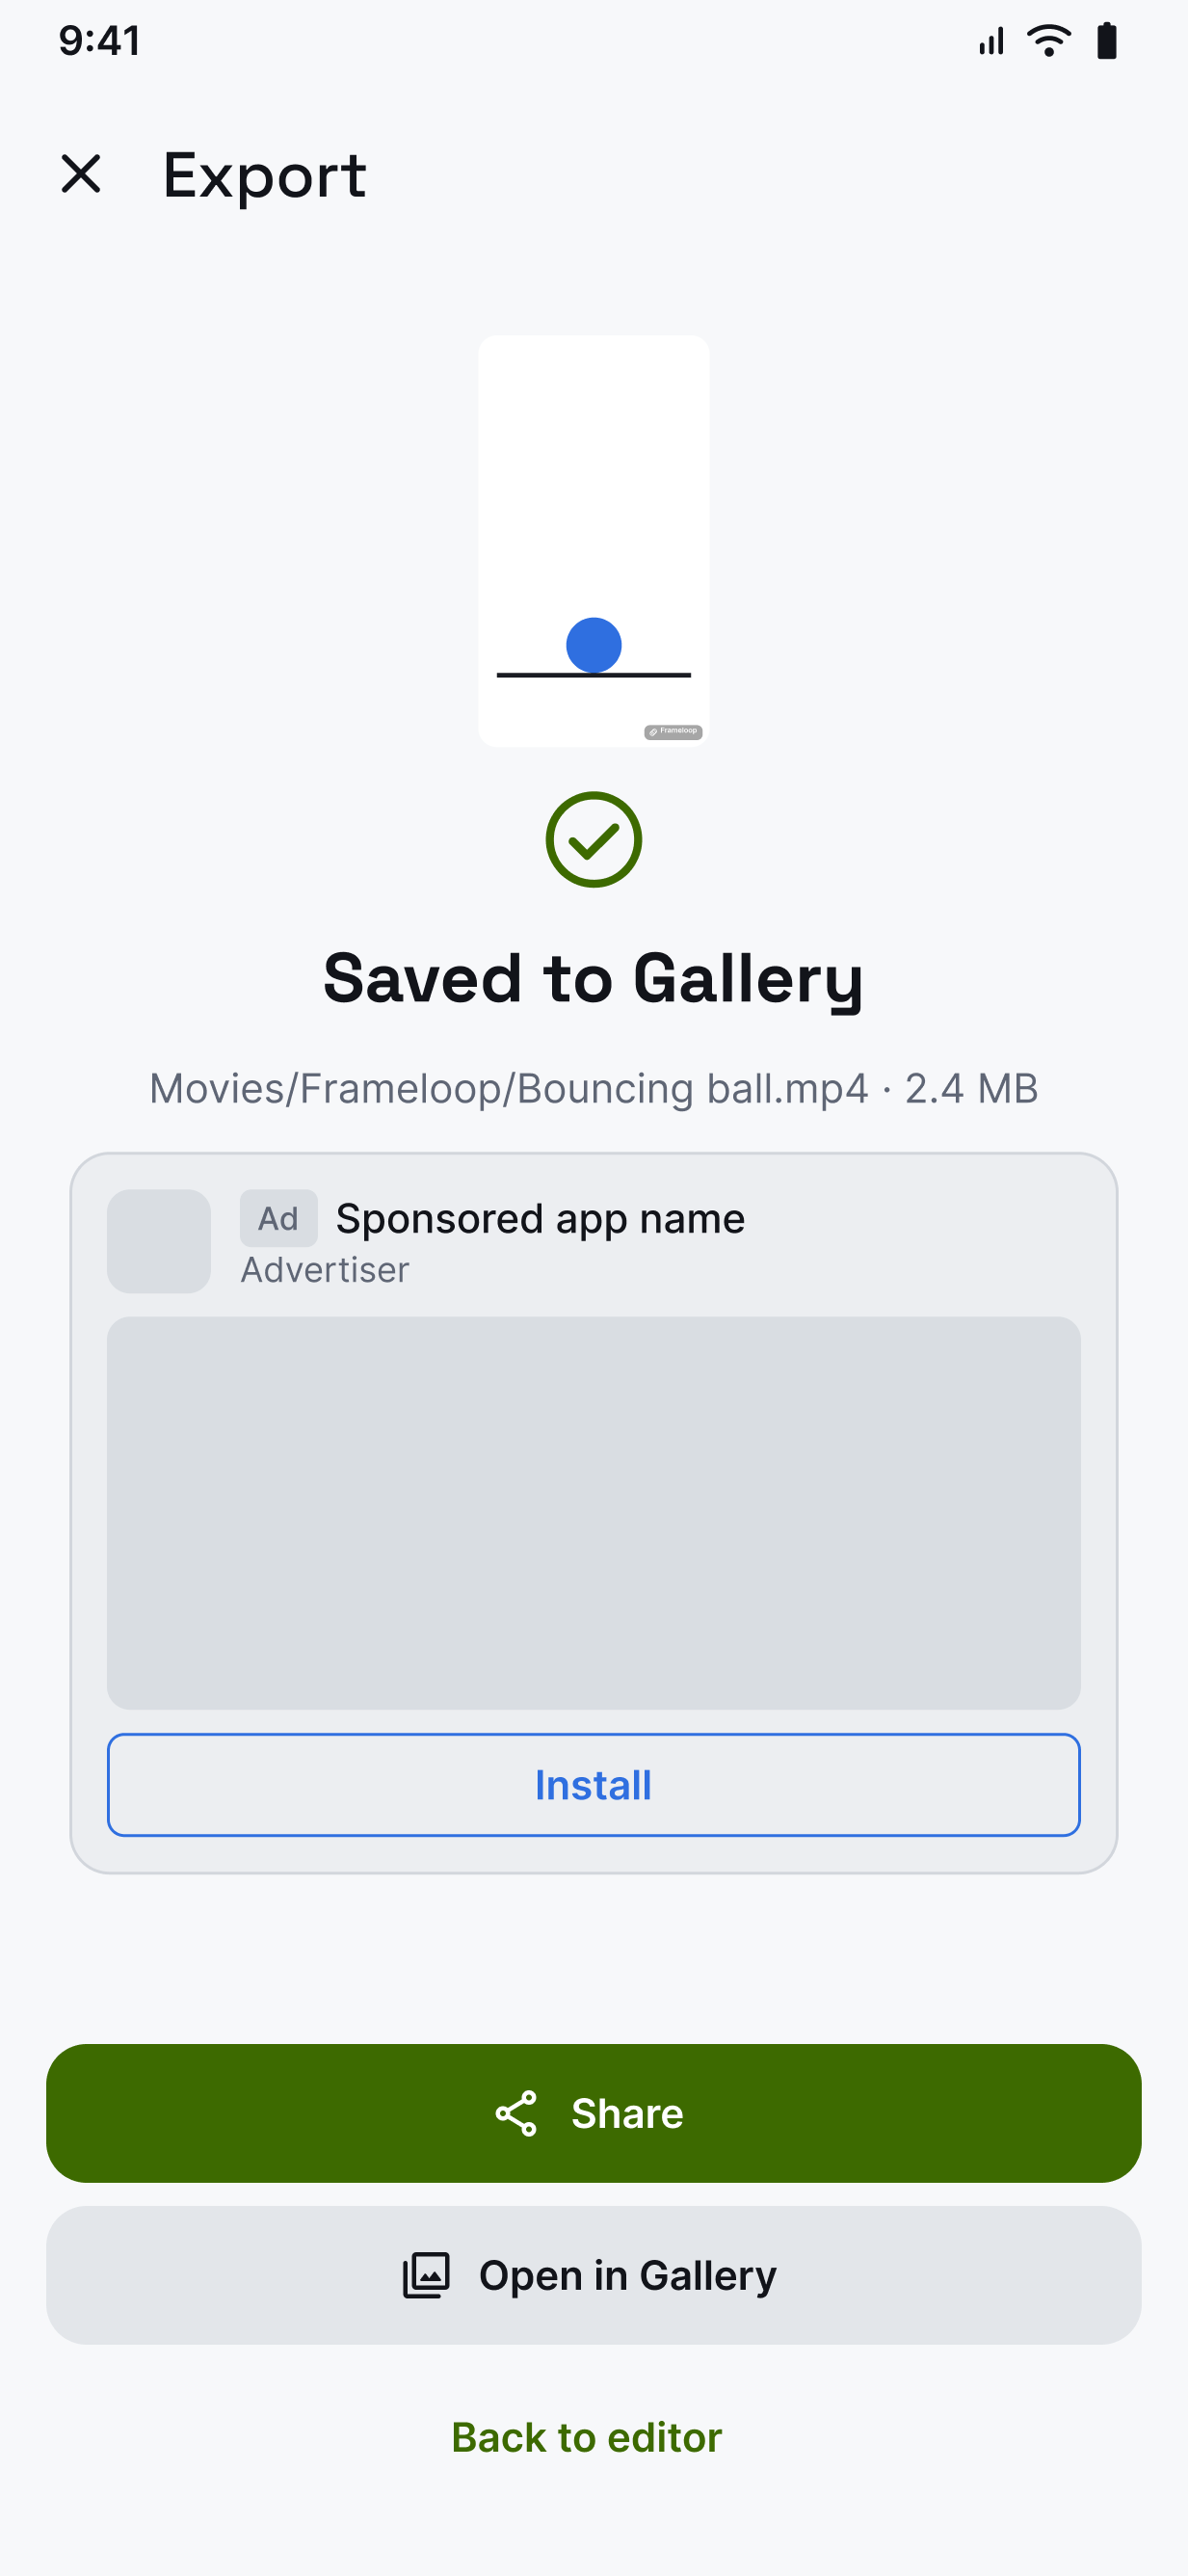 9:41
Export
Frameloop
Saved to Gallery
Movies/Frameloop/Bouncing ball.mp4 · 2.4 MB
Ad Sponsored app name
Advertiser
Install
Share
Open in Gallery
Back to editor